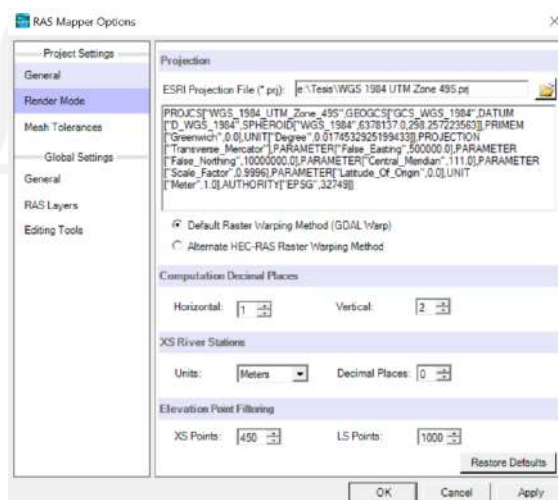 RAS Mapper Options
Project Settings
General
Render Mode
Mesh Tolerances
Global Settings
General
RAS Layers
Editing Tools
Projection
ESRI Projection File (*.prj): e:\Tesis\WGS 1984 UTM Zone 49S.prj
PROJCS["WGS_1984_UTM_Zone_49S",GEOGCS["GCS_WGS_1984",DATUM
["D_WGS_1984",SPHEROID["WGS_1984",6378137.0,298.257223563]],PRIMEM
["Greenwich",0.0],UNIT["Degree",0.0174532925199433]],PROJECTION
["Transverse_Mercator"],PARAMETER["False_Easting",500000.0],PARAMETER
["False_Northing",10000000.0],PARAMETER["Central_Meridian",111.0],PARAMETER
["Scale_Factor",0.9996],PARAMETER["Latitude_Of_Origin",0.0],UNIT
["Meter",1.0],AUTHORITY["EPSG",32749]]
Default Raster Warping Method (GDAL Warp)
Alternate HEC-RAS Raster Warping Method
Computation Decimal Places
Horizontal: 1 Vertical: 2
XS River Stations
Units: Meters Decimal Places: 0
Elevation Point Filtering
XS Points: 450 LS Points: 1000
Restore Defaults
OK Cancel Apply